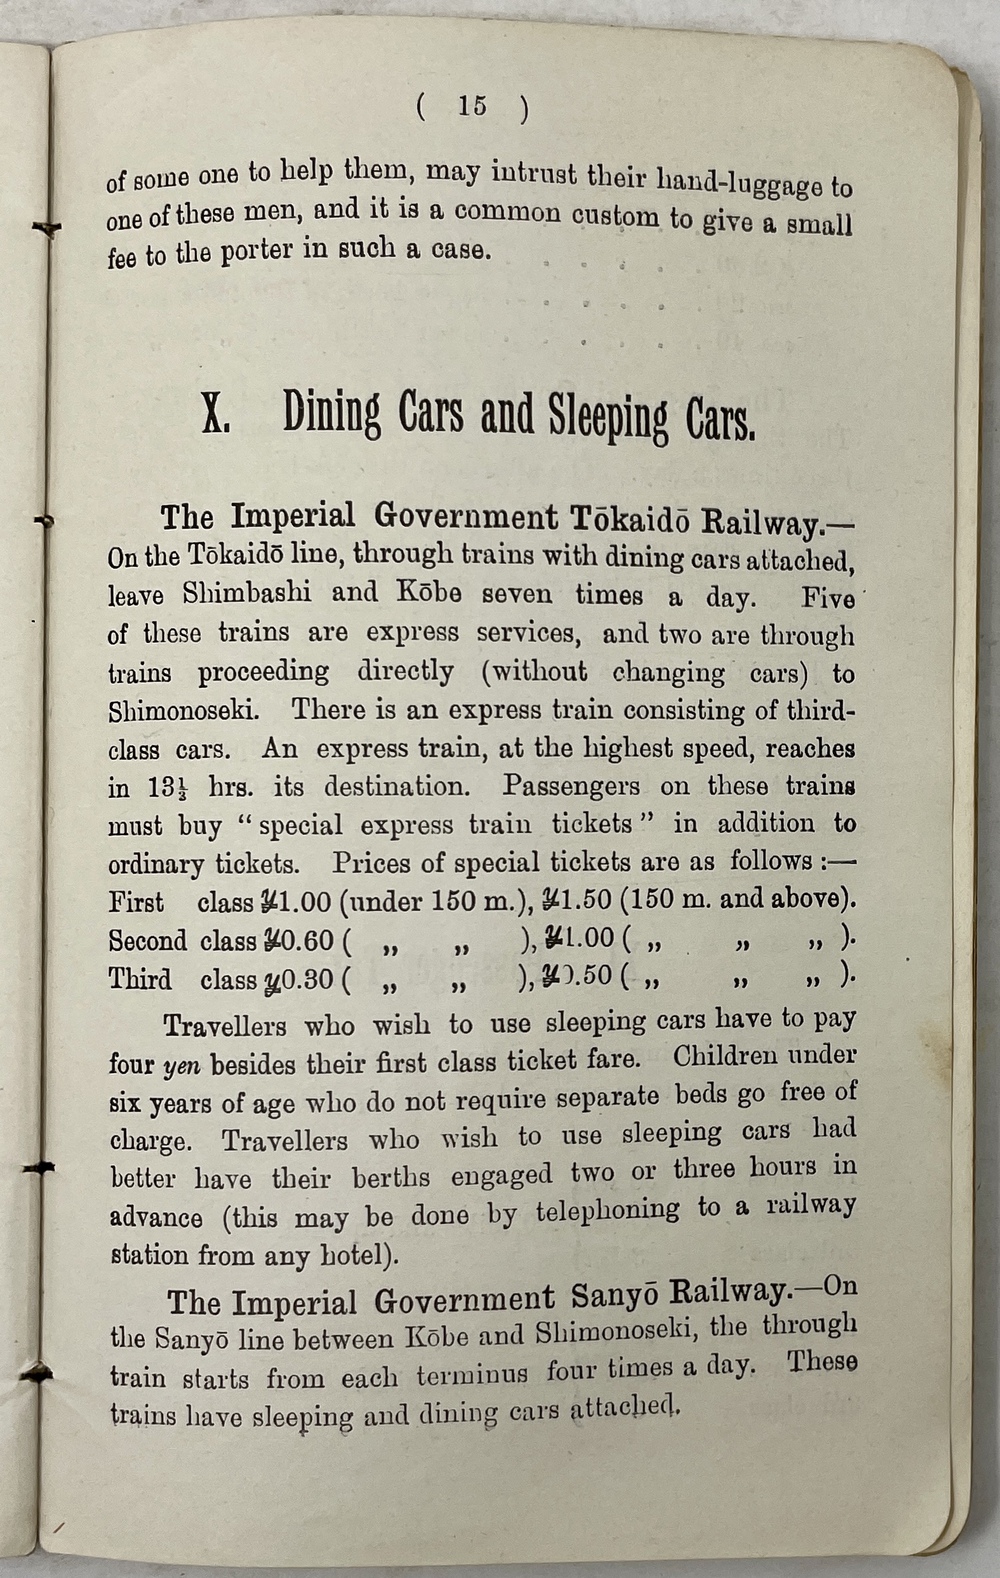 ( 15 )
of some one to help them, may intrust their hand-luggage to
one of these men, and it is a common custom to give a small
fee to the porter in such a case.
X. Dining Cars and Sleeping Cars.
The Imperial Government Tōkaidō Railway.—
On the Tōkaidō line, through trains with dining cars attached,
leave Shimbashi and Kōbe seven times a day. Five
of these trains are express services, and two are through
trains proceeding directly (without changing cars) to
Shimonoseki. There is an express train consisting of third-
class cars. An express train, at the highest speed, reaches
in 13½ hrs. its destination. Passengers on these trains
must buy “special express train tickets” in addition to
ordinary tickets. Prices of special tickets are as follows :—
First class ¥1.00 (under 150 m.), ¥1.50 (150 m. and above).
Second class ¥0.60 ( „ „ ), ¥1.00 ( „ „ „ ).
Third class ¥0.30 ( „ „ ), ¥0.50 ( „ „ „ ).
Travellers who wish to use sleeping cars have to pay
four yen besides their first class ticket fare. Children under
six years of age who do not require separate beds go free of
charge. Travellers who wish to use sleeping cars had
better have their berths engaged two or three hours in
advance (this may be done by telephoning to a railway
station from any hotel).
The Imperial Government Sanyō Railway.—On
the Sanyō line between Kōbe and Shimonoseki, the through
train starts from each terminus four times a day. These
trains have sleeping and dining cars attached.